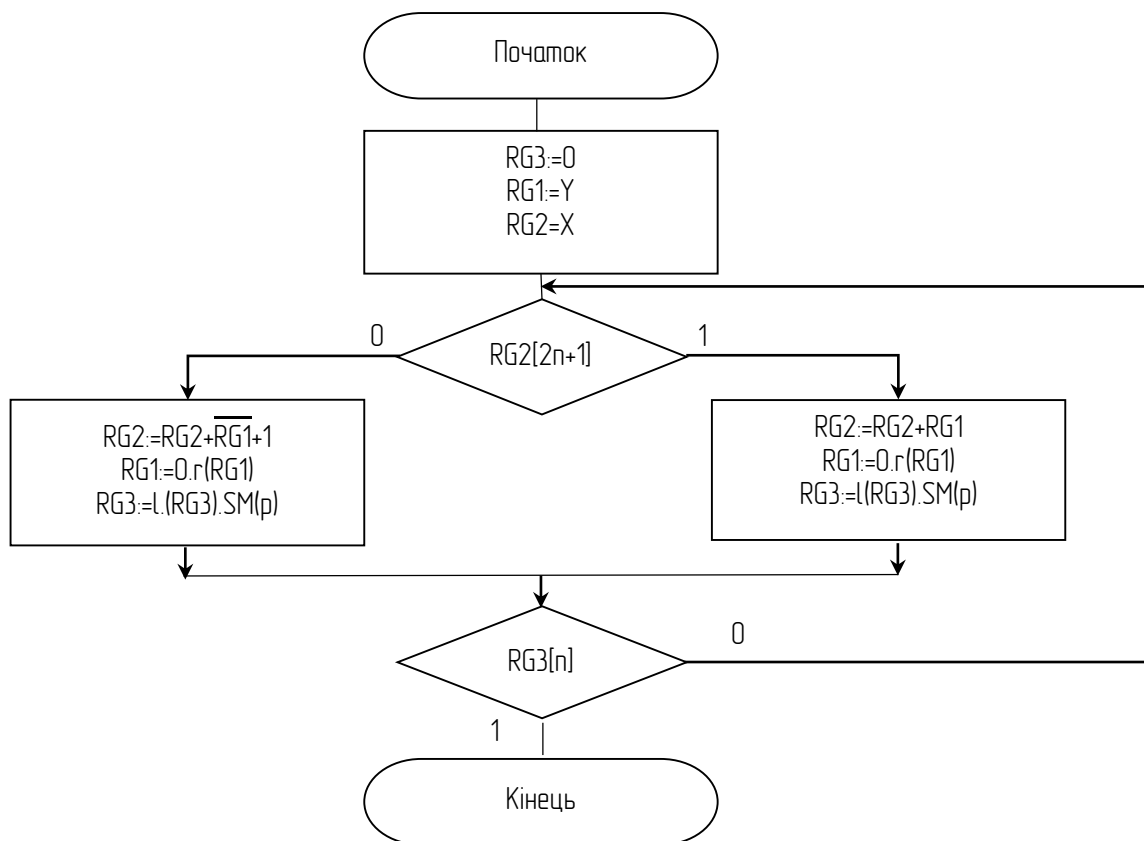 Початок
RG3:=0
RG1:=Y
RG2=X
0
1
RG2[2n+1]
RG2:=RG2+R̅G̅1̅+1
RG1:=0.r(RG1)
RG3:=l.(RG3).SM(p)
RG2:=RG2+RG1
RG1:=0.r(RG1)
RG3:=l(RG3).SM(p)
0
RG3[n]
1
Кінець